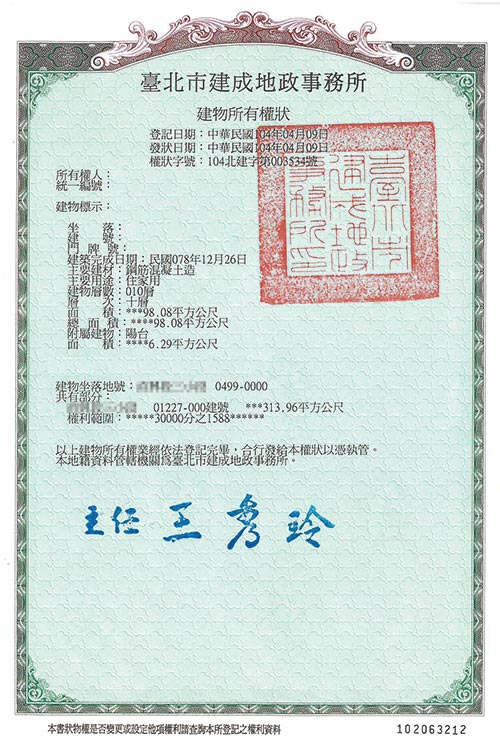 臺北市建成地政事務所
建物所有權狀
登記日期：中華民國104年04月09日
發狀日期：中華民國104年04月09日
權狀字號：104北建字第003534號
所有權人：
統一編號：
建物標示：
坐落：
建號：
門牌號：
建築完成日期：民國078年12月26日
主要建材：鋼筋混凝土造
主要用途：住家用
建物層數：010層
層次：十層
面積：***98.08平方公尺
總面積：***98.08平方公尺
附屬建物：陽台
面積：****6.29平方公尺
建物坐落地號： 0499-0000
共有部分：
01227-000建號 ***313.96平方公尺
權利範圍：*****30000分之1588******
以上建物所有權業經依法登記完畢，合行發給本權狀以憑執管。
本地籍資料管轄機關為臺北市建成地政事務所。
主任 王秀玲
本書狀物權是否變更或設定他項權利請查詢本所登記之權利資料
102063212